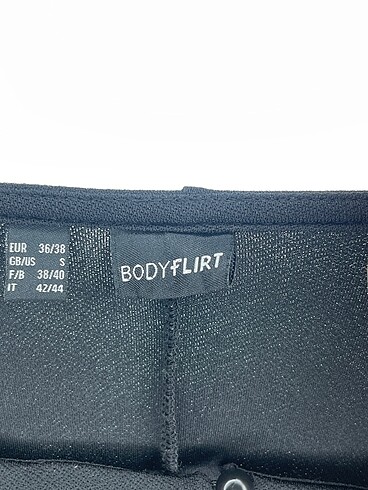 EUR 36/38
GB/US S
F/B 38/40
IT 42/44
BODYFLIRT